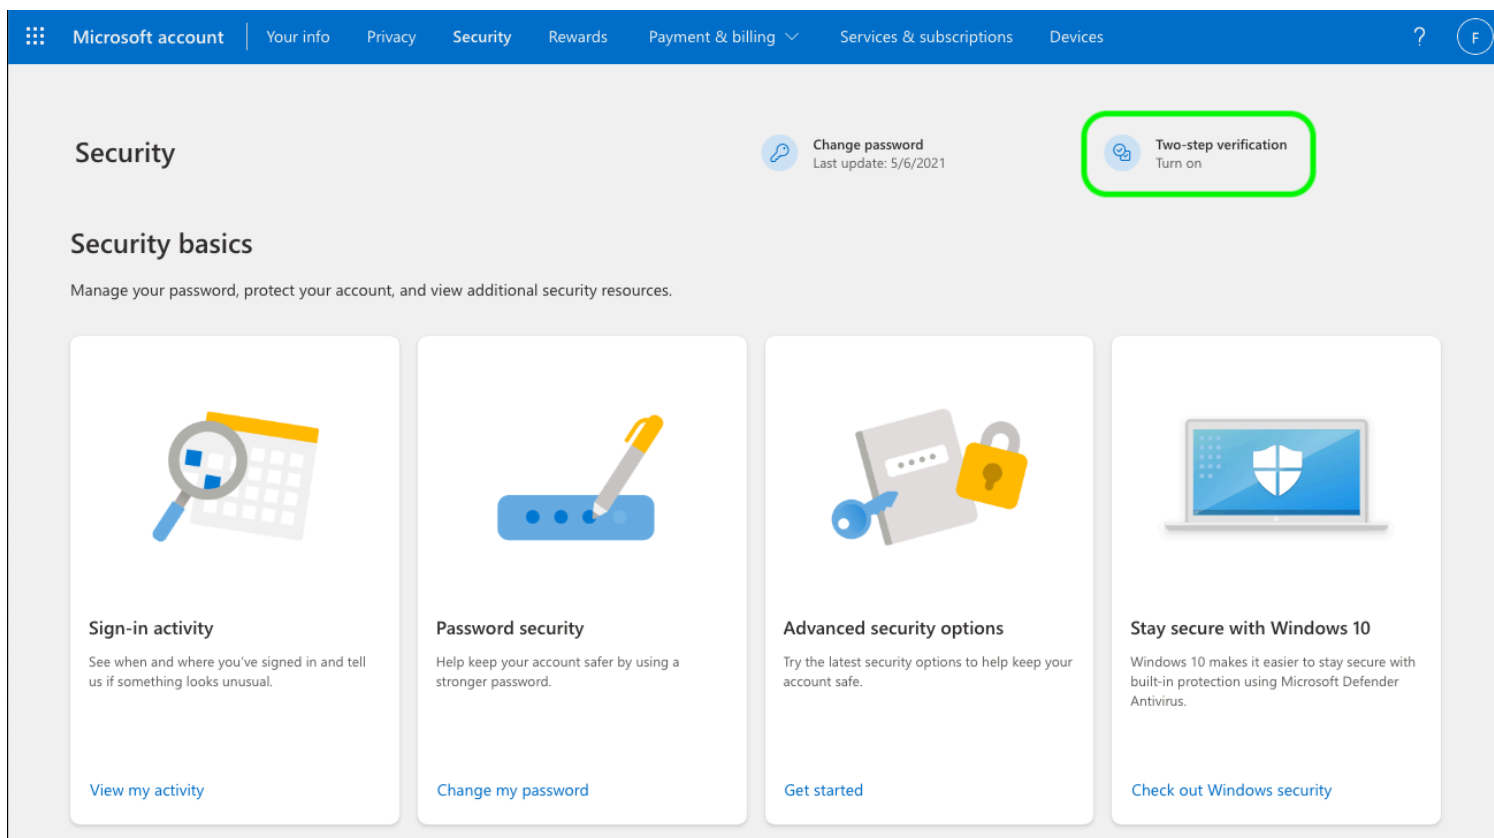 Microsoft account
Your info
Privacy
Security
Rewards
Payment & billing
Services & subscriptions
Devices
?
F
Security
Change password
Last update: 5/6/2021
Two-step verification
Turn on
Security basics
Manage your password, protect your account, and view additional security resources.
Sign-in activity
See when and where you've signed in and tell
us if something looks unusual.
View my activity
Password security
Help keep your account safer by using a
stronger password.
Change my password
Advanced security options
Try the latest security options to help keep your
account safe.
Get started
Stay secure with Windows 10
Windows 10 makes it easier to stay secure with
built-in protection using Microsoft Defender
Antivirus.
Check out Windows security